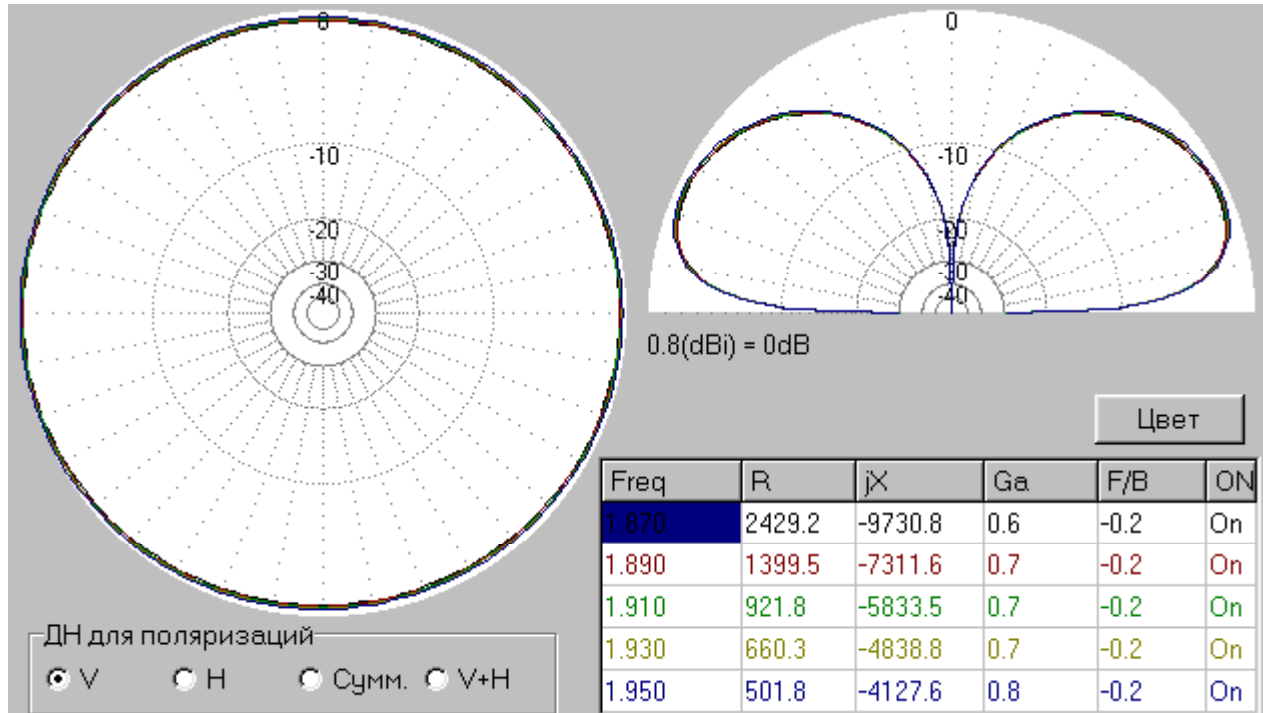 0
-10
-20
-30
-40
0
-10
-20
-30
-40
0.8(dBi) = 0dB
Цвет
Freq R jX Ga F/B ON
1.870 2429.2 -9730.8 0.6 -0.2 On
1.890 1399.5 -7311.6 0.7 -0.2 On
1.910 921.8 -5833.5 0.7 -0.2 On
1.930 660.3 -4838.8 0.7 -0.2 On
1.950 501.8 -4127.6 0.8 -0.2 On
ДН для поляризаций
V H Сумм. V+H